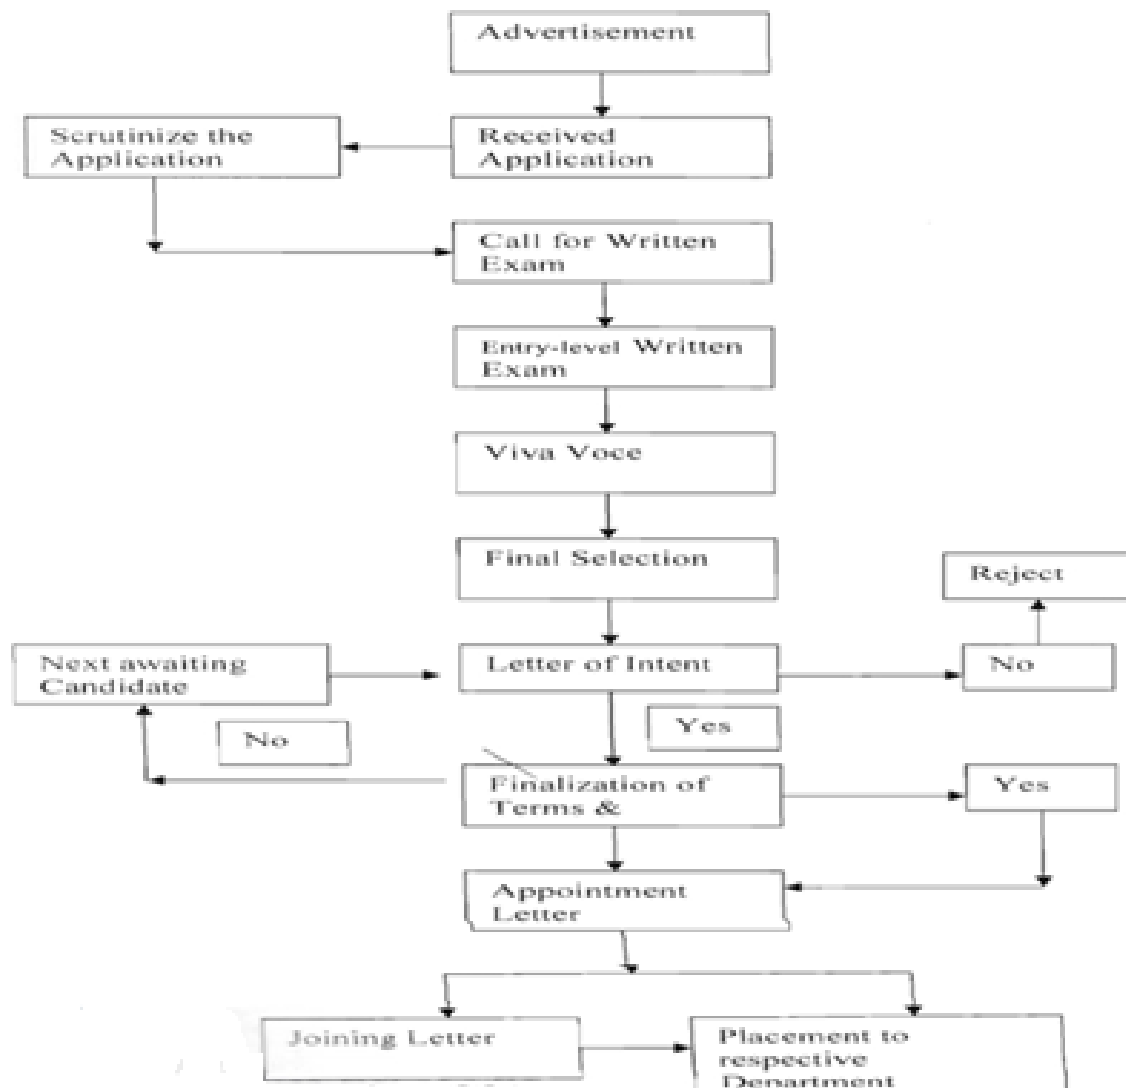 Advertisement
Scrutinize the
Application
Received
Application
Call for Written
Exam
Entry-level Written
Exam
Viva Voce
Final Selection
Reject
Next awaiting
Candidate
Letter of Intent
No
No
Yes
Finalization of
Terms &
Yes
Appointment
Letter
Joining Letter
Placement to
respective
Department